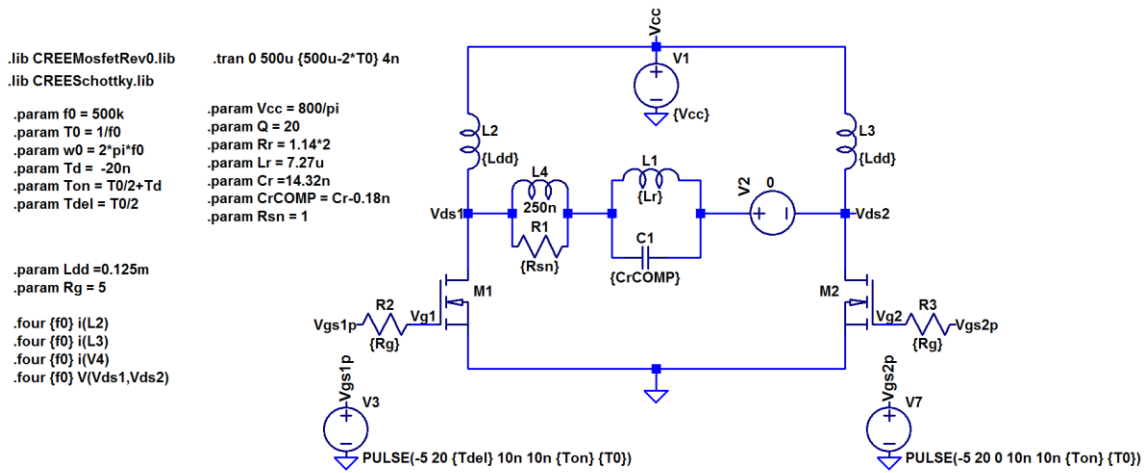 .lib CREEMosfetRev0.lib
.tran 0 500u {500u-2*T0} 4n
.lib CREESchottky.lib
.param f0 = 500k
.param T0 = 1/f0
.param w0 = 2*pi*f0
.param Td = -20n
.param Ton = T0/2+Td
.param Tdel = T0/2
.param Vcc = 800/pi
.param Q = 20
.param Rr = 1.14*2
.param Lr = 7.27u
.param Cr =14.32n
.param CrCOMP = Cr-0.18n
.param Rsn = 1
.param Ldd =0.125m
.param Rg = 5
.four {f0} i(L2)
.four {f0} i(L3)
.four {f0} i(V4)
.four {f0} V(Vds1,Vds2)
Vcc
V1
{Vcc}
L2
{Ldd}
L3
{Ldd}
L4
250n
R1
{Rsn}
L1
{Lr}
C1
{CrCOMP}
V2
0
Vds1
Vds2
M1
M2
Vgs1p
R2
{Rg}
Vg1
Vg2
R3
{Rg}
Vgs2p
Vgs1p
V3
PULSE(-5 20 {Tdel} 10n 10n {Ton} {T0})
Vgs2p
V7
PULSE(-5 20 0 10n 10n {Ton} {T0})